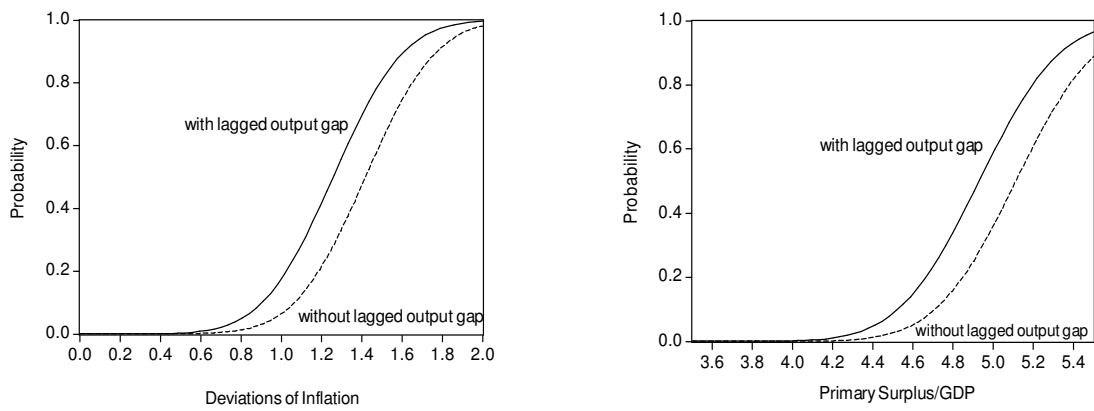 1.0
0.8
0.6
0.4
0.2
0.0
Probability
with lagged output gap
without lagged output gap
0.0 0.2 0.4 0.6 0.8 1.0 1.2 1.4 1.6 1.8 2.0
Deviations of Inflation
1.0
0.8
0.6
0.4
0.2
0.0
Probability
with lagged output gap
without lagged output gap
3.6 3.8 4.0 4.2 4.4 4.6 4.8 5.0 5.2 5.4
Primary Surplus/GDP